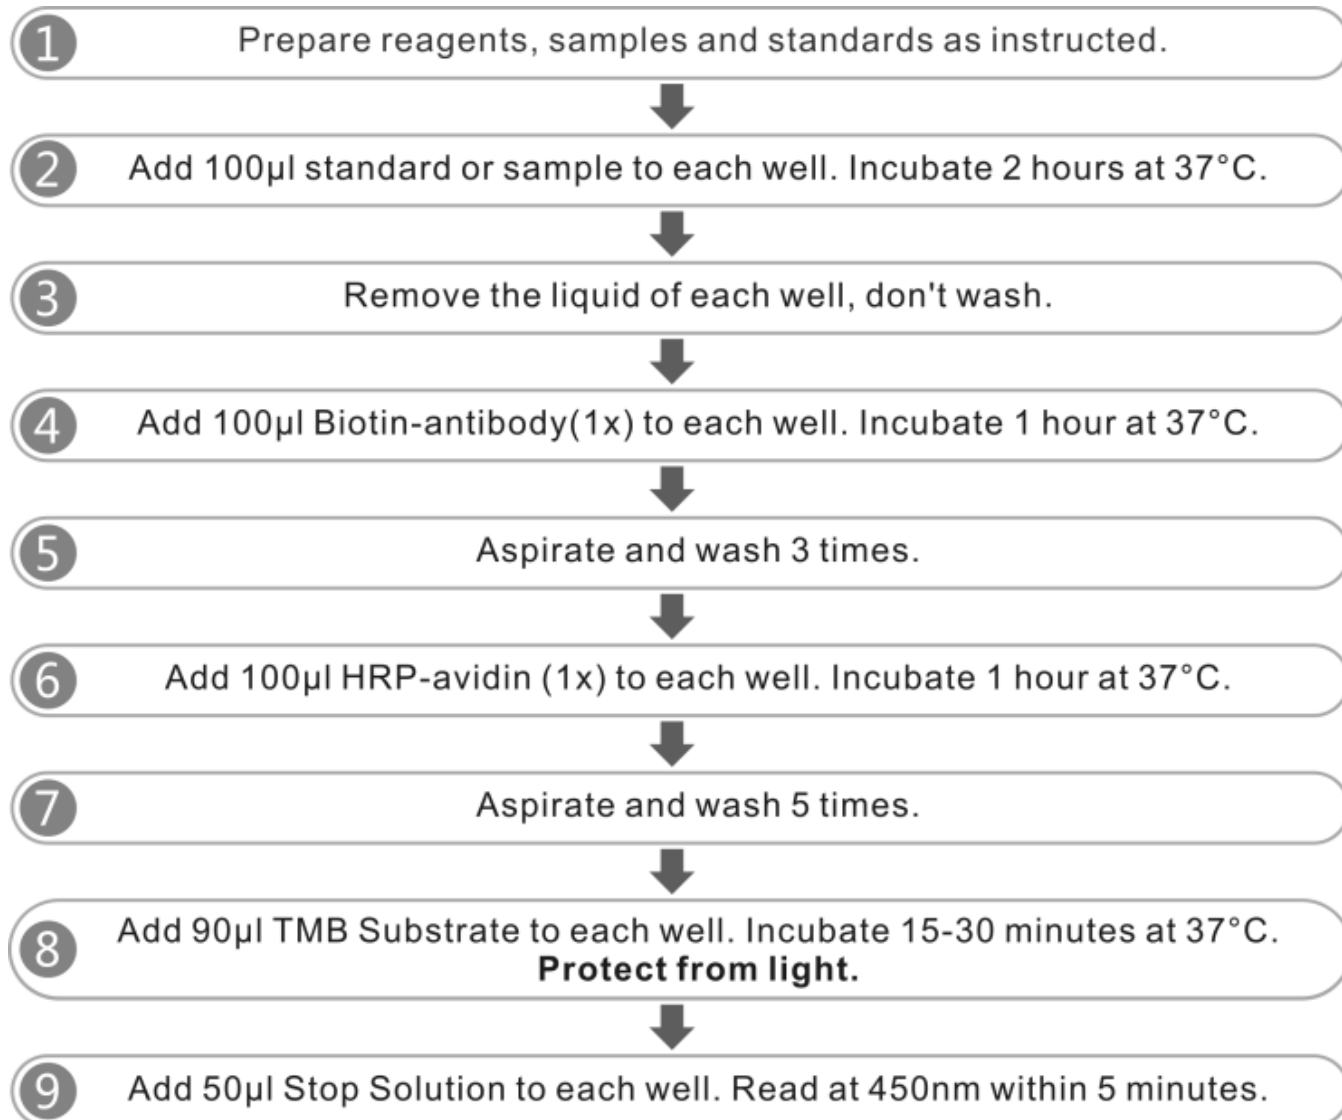 1 Prepare reagents, samples and standards as instructed.
2 Add 100µl standard or sample to each well. Incubate 2 hours at 37°C.
3 Remove the liquid of each well, don't wash.
4 Add 100µl Biotin-antibody(1x) to each well. Incubate 1 hour at 37°C.
5 Aspirate and wash 3 times.
6 Add 100µl HRP-avidin (1x) to each well. Incubate 1 hour at 37°C.
7 Aspirate and wash 5 times.
8 Add 90µl TMB Substrate to each well. Incubate 15-30 minutes at 37°C.
Protect from light.
9 Add 50µl Stop Solution to each well. Read at 450nm within 5 minutes.